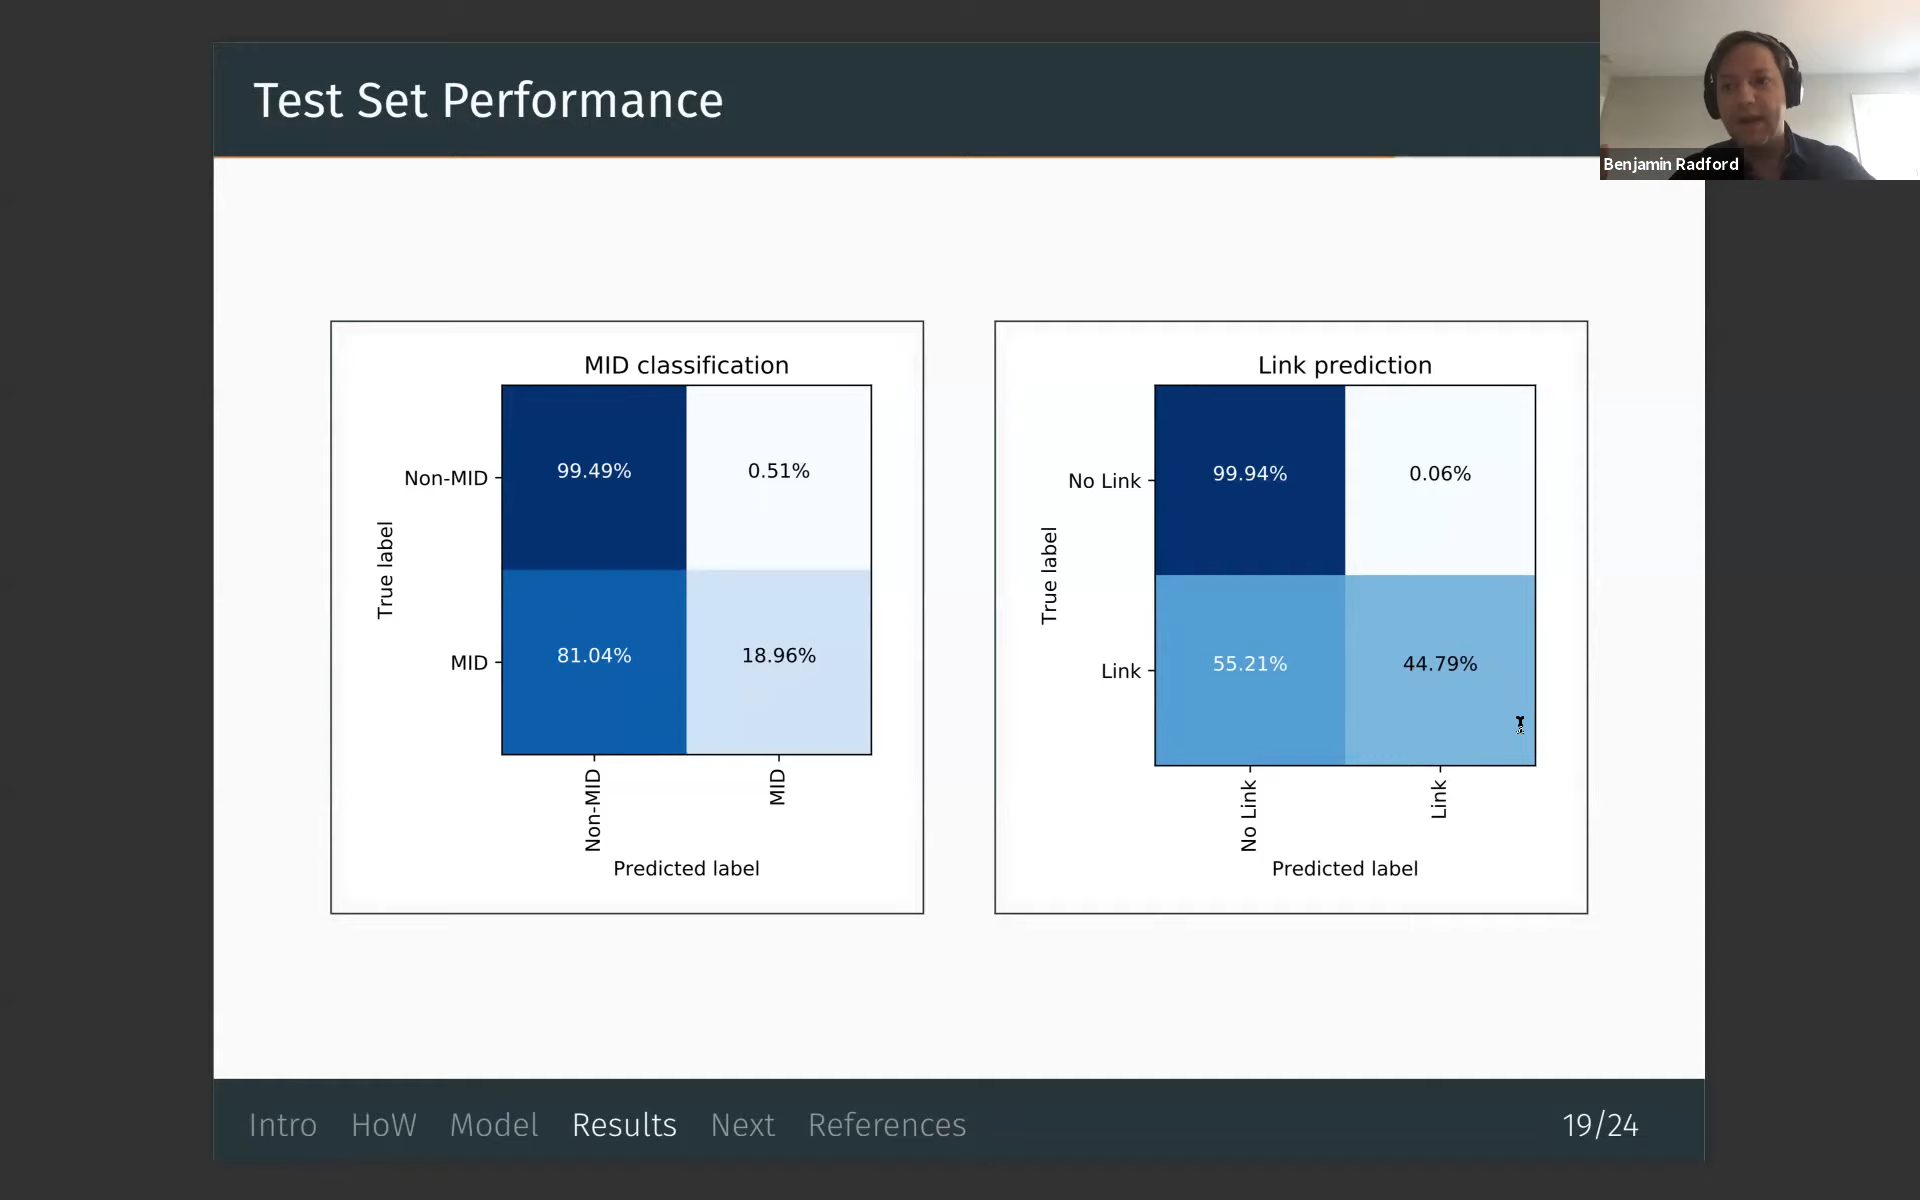 Test Set Performance
Benjamin Radford
MID classification
99.49%
0.51%
Non-MID
True label
81.04%
18.96%
MID
Non-MID
MID
Predicted label
Link prediction
99.94%
0.06%
No Link
True label
55.21%
44.79%
Link
No Link
Link
Predicted label
Intro HoW Model Results Next References
19/24